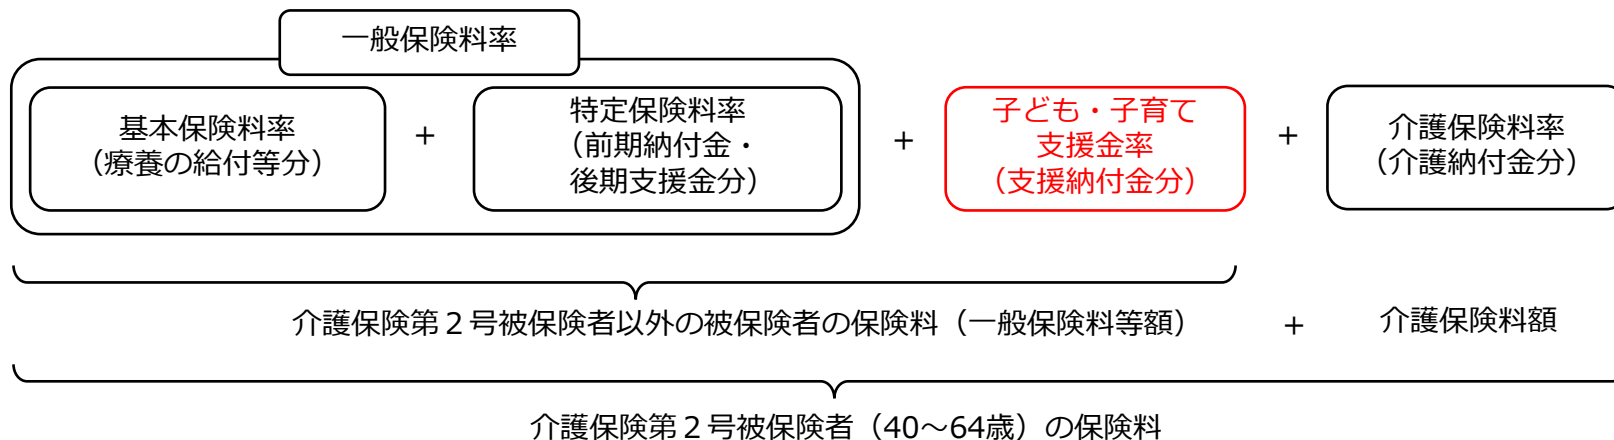 一般保険料率
基本保険料率
（療養の給付等分）
+
特定保険料率
（前期納付金・
後期支援金分）
+
子ども・子育て
支援金率
（支援納付金分）
+
介護保険料率
（介護納付金分）
介護保険第２号被保険者以外の被保険者の保険料（一般保険料等額） + 介護保険料額
介護保険第２号被保険者（40～64歳）の保険料